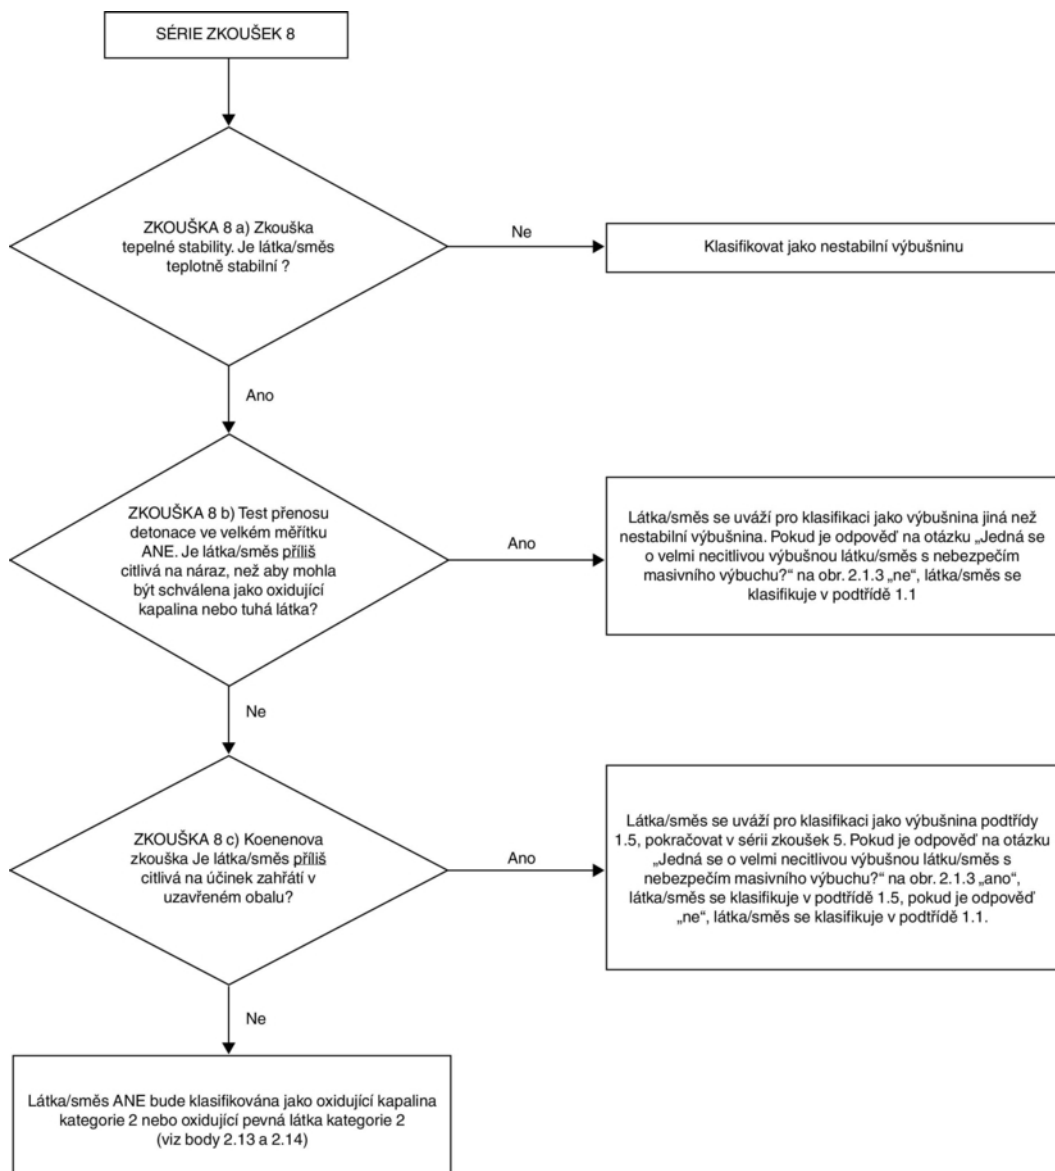 SÉRIE ZKOUŠEK 8
ZKOUŠKA 8 a) Zkouška
tepelné stability. Je látka/směs
teplotně stabilní ?
Ne
Klasifikovat jako nestabilní výbušninu
Ano
ZKOUŠKA 8 b) Test přenosu
detonace ve velkém měřítku
ANE. Je látka/směs příliš
citlivá na náraz, než aby mohla
být schválena jako oxidující
kapalina nebo tuhá látka?
Ano
Látka/směs se uváží pro klasifikaci jako výbušnina jiná než
nestabilní výbušnina. Pokud je odpověď na otázku „Jedná se
o velmi necitlivou výbušnou látku/směs s nebezpečím
masivního výbuchu?“ na obr. 2.1.3 „ne“, látka/směs se
klasifikuje v podtřídě 1.1
Ne
ZKOUŠKA 8 c) Koenenova
zkouška Je látka/směs příliš
citlivá na účinek zahřátí v
uzavřeném obalu?
Ano
Látka/směs se uváží pro klasifikaci jako výbušnina podtřídy
1.5, pokračovat v sérii zkoušek 5. Pokud je odpověď na otázku
„Jedná se o velmi necitlivou výbušnou látku/směs s
nebezpečím masivního výbuchu?“ na obr. 2.1.3 „ano“,
látka/směs se klasifikuje v podtřídě 1.5, pokud je odpověď
„ne“, látka/směs se klasifikuje v podtřídě 1.1.
Ne
Látka/směs ANE bude klasifikována jako oxidující kapalina
kategorie 2 nebo oxidující pevná látka kategorie 2
(viz body 2.13 a 2.14)